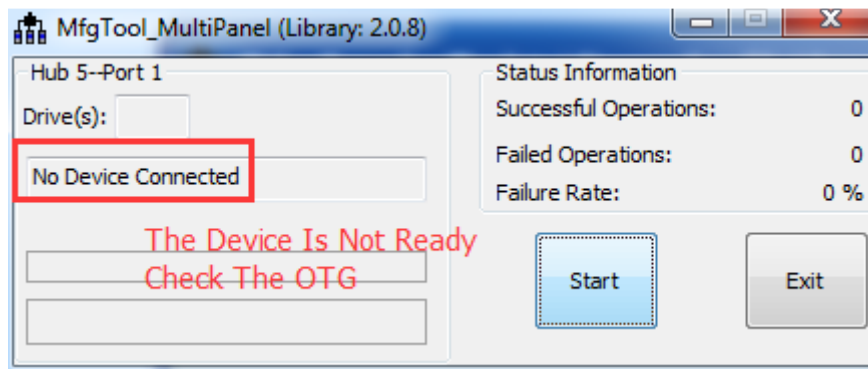 MfgTool_MultiPanel (Library: 2.0.8)
Hub 5--Port 1
Drive(s):
No Device Connected
The Device Is Not Ready
Check The OTG
Status Information
Successful Operations: 0
Failed Operations: 0
Failure Rate: 0 %
Start
Exit